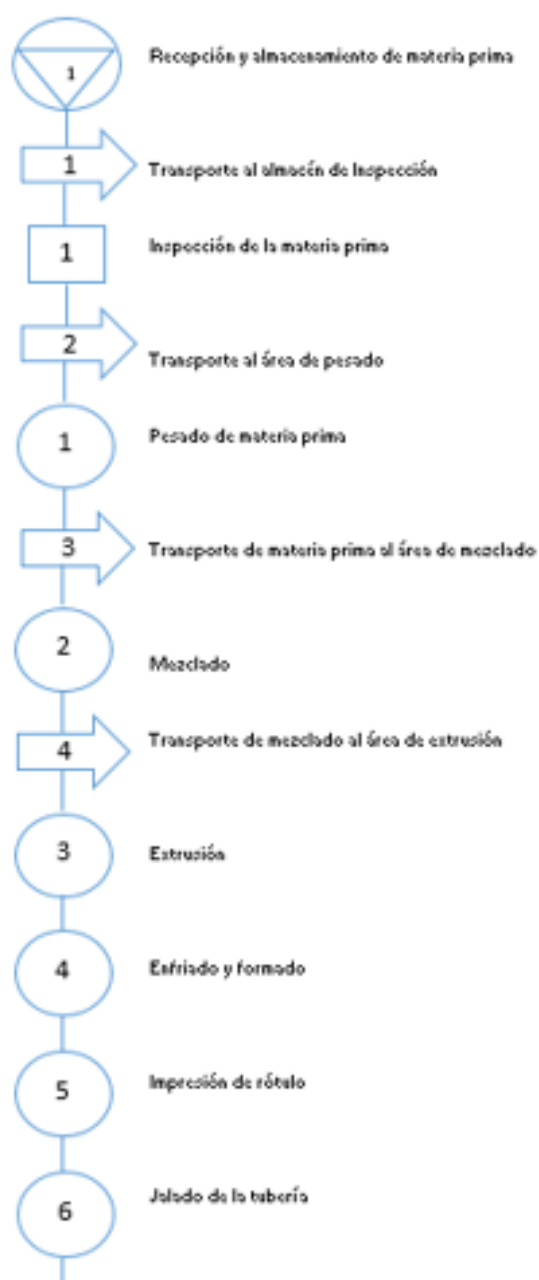 1 Recepción y almacenamiento de materia prima
1 Transporte al almacén de Inspección
1 Inspección de la materia prima
2 Transporte al área de pesado
1 Pesado de materia prima
3 Transporte de materia prima al área de mezclado
2 Mezclado
4 Transporte de mezclado al área de extrusión
3 Extrusión
4 Enfriado y formado
5 Impresión de rótulo
6 Jalado de la tubería